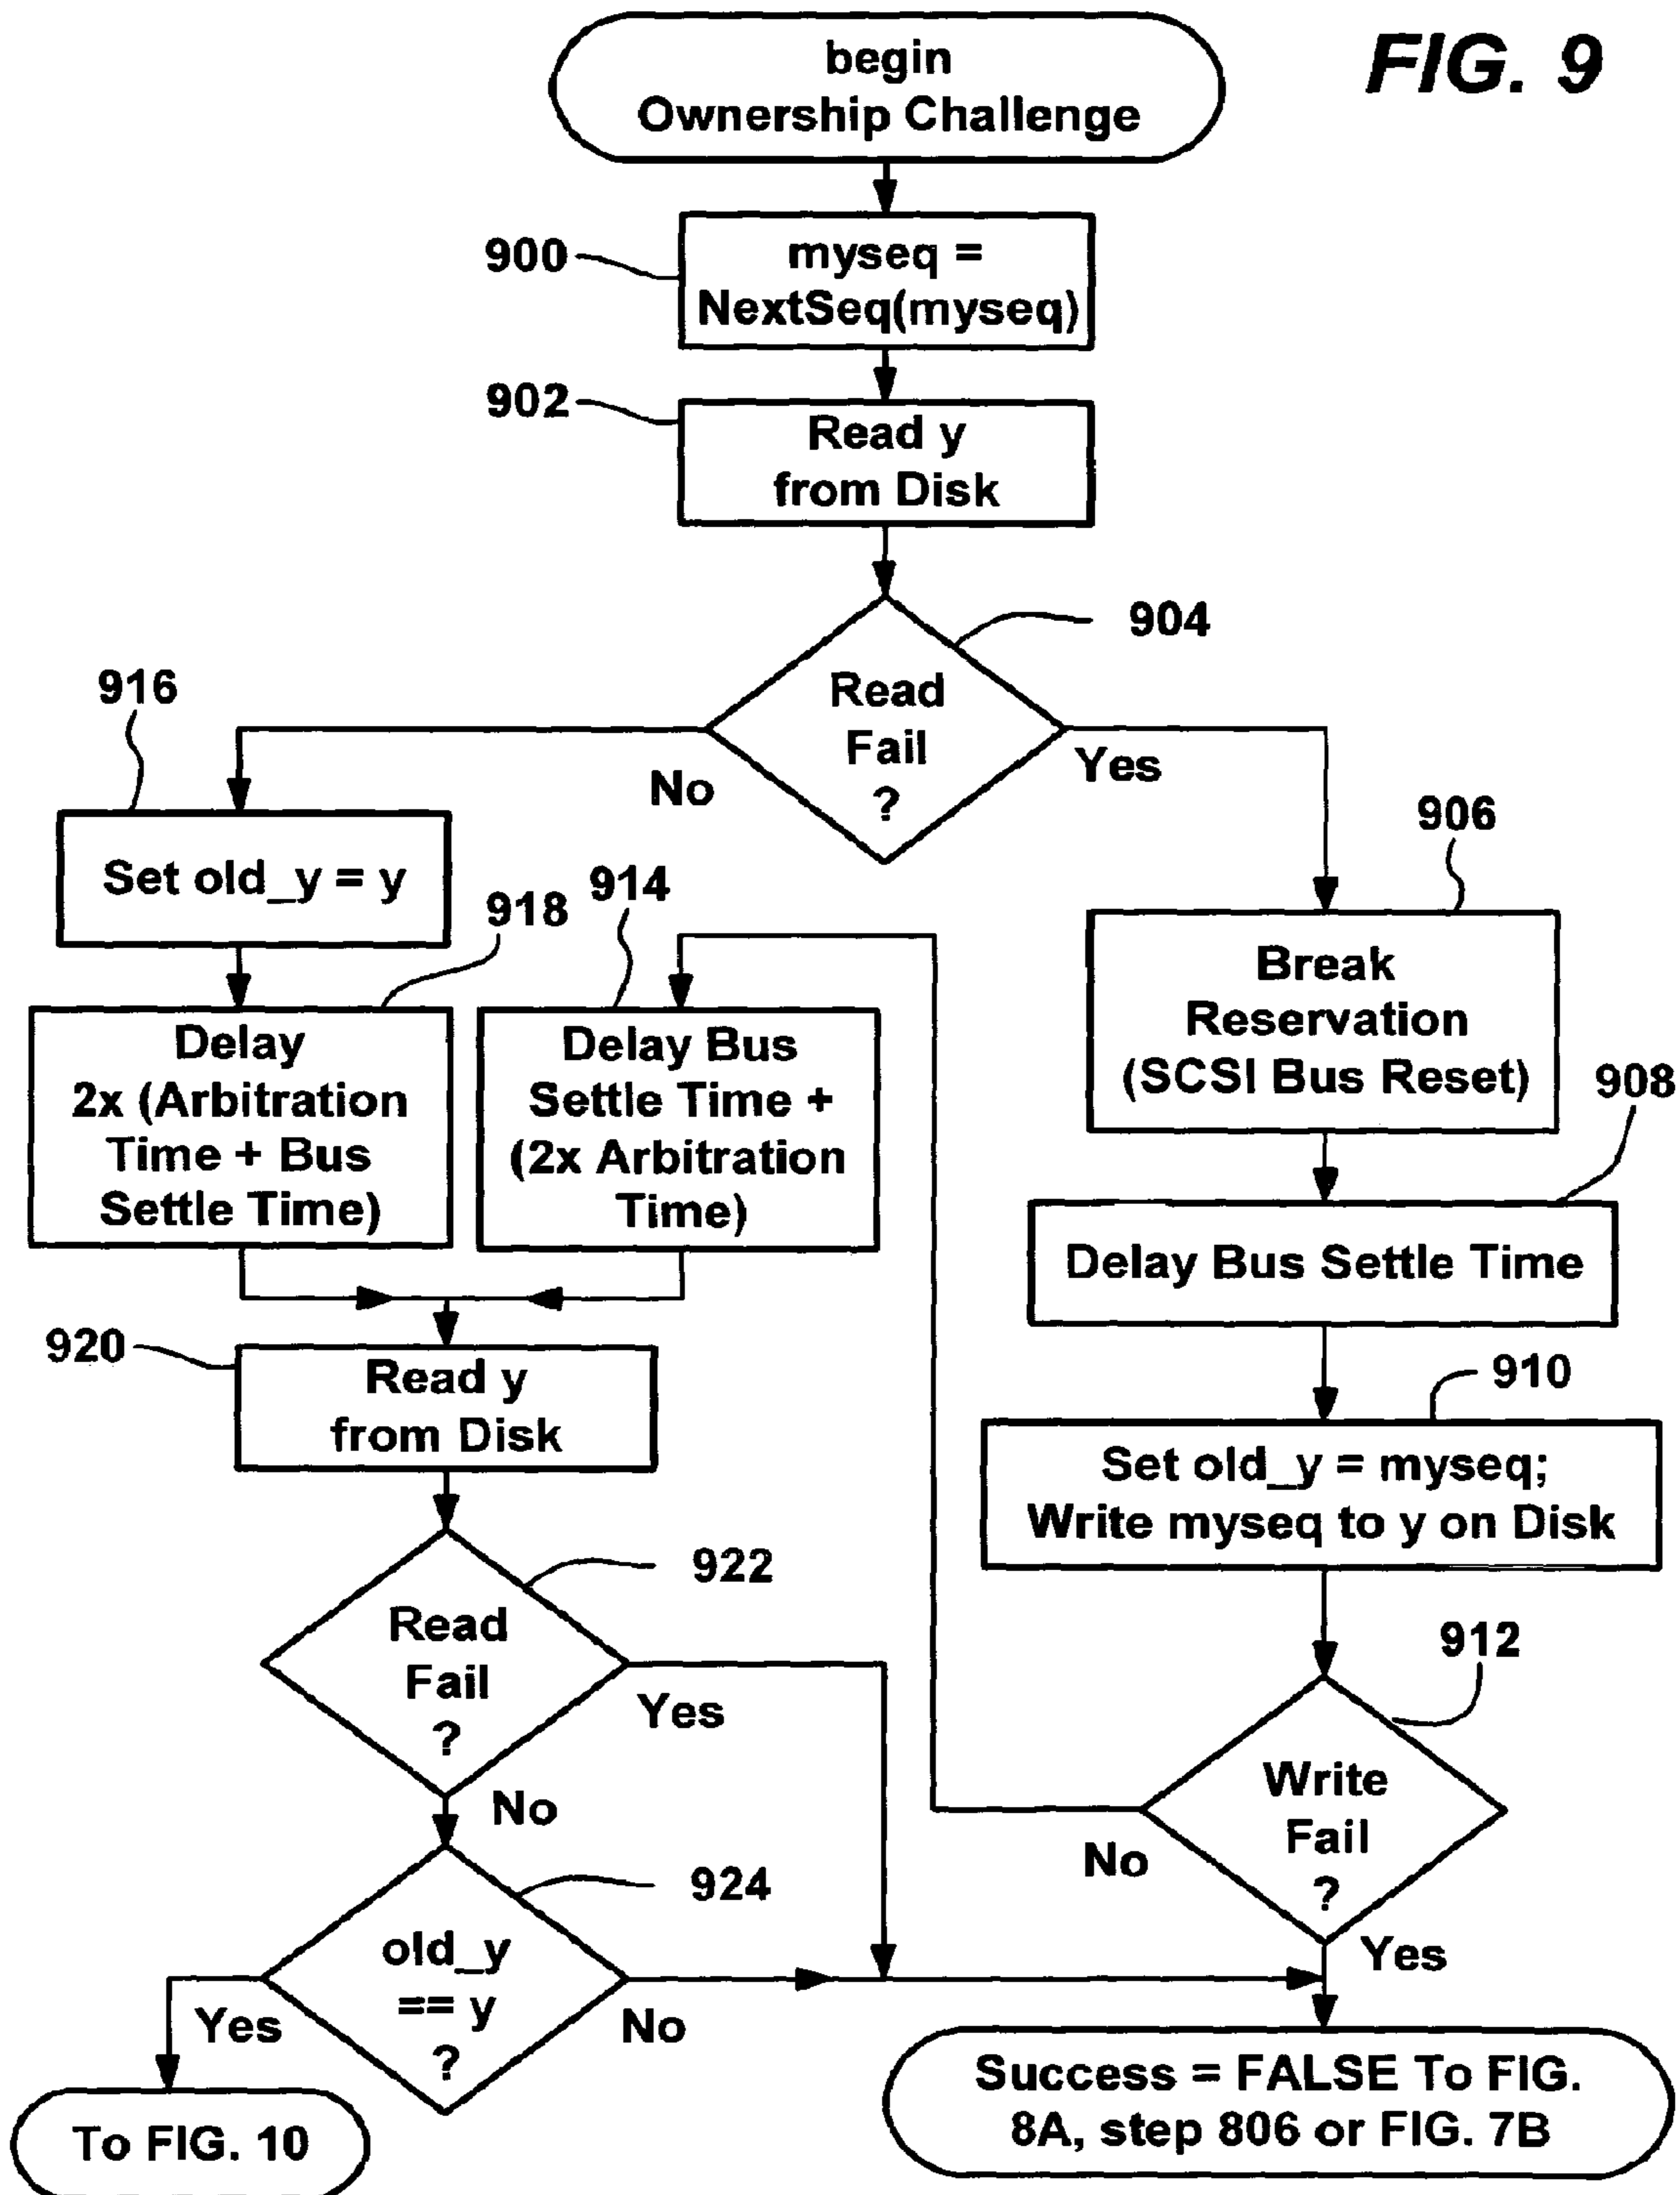 begin
Ownership Challenge
FIG. 9
900
myseq =
NextSeq(myseq)
902
Read y
from Disk
904
Read
Fail
?
No
Yes
916
Set old_y = y
906
Break
Reservation
(SCSI Bus Reset)
918
Delay
2x (Arbitration
Time + Bus
Settle Time)
914
Delay Bus
Settle Time +
(2x Arbitration
Time)
908
Delay Bus Settle Time
920
Read y
from Disk
910
Set old_y = myseq;
Write myseq to y on Disk
922
Read
Fail
?
Yes
No
912
Write
Fail
?
No
Yes
924
old_y
== y
?
Yes
No
To FIG. 10
Success = FALSE To FIG.
8A, step 806 or FIG. 7B